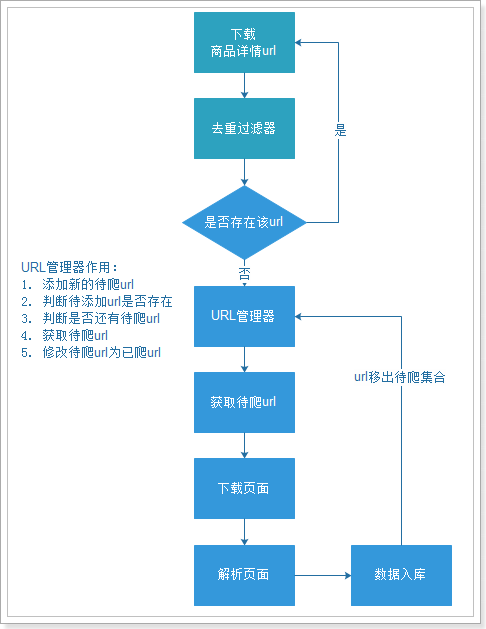 下载
商品详情url
去重过滤器
是
是否存在该url
否
URL管理器作用：
1. 添加新的待爬url
2. 判断待添加url是否存在
3. 判断是否还有待爬url
4. 获取待爬url
5. 修改待爬url为已爬url
URL管理器
获取待爬url
url移出待爬集合
下载页面
解析页面
数据入库